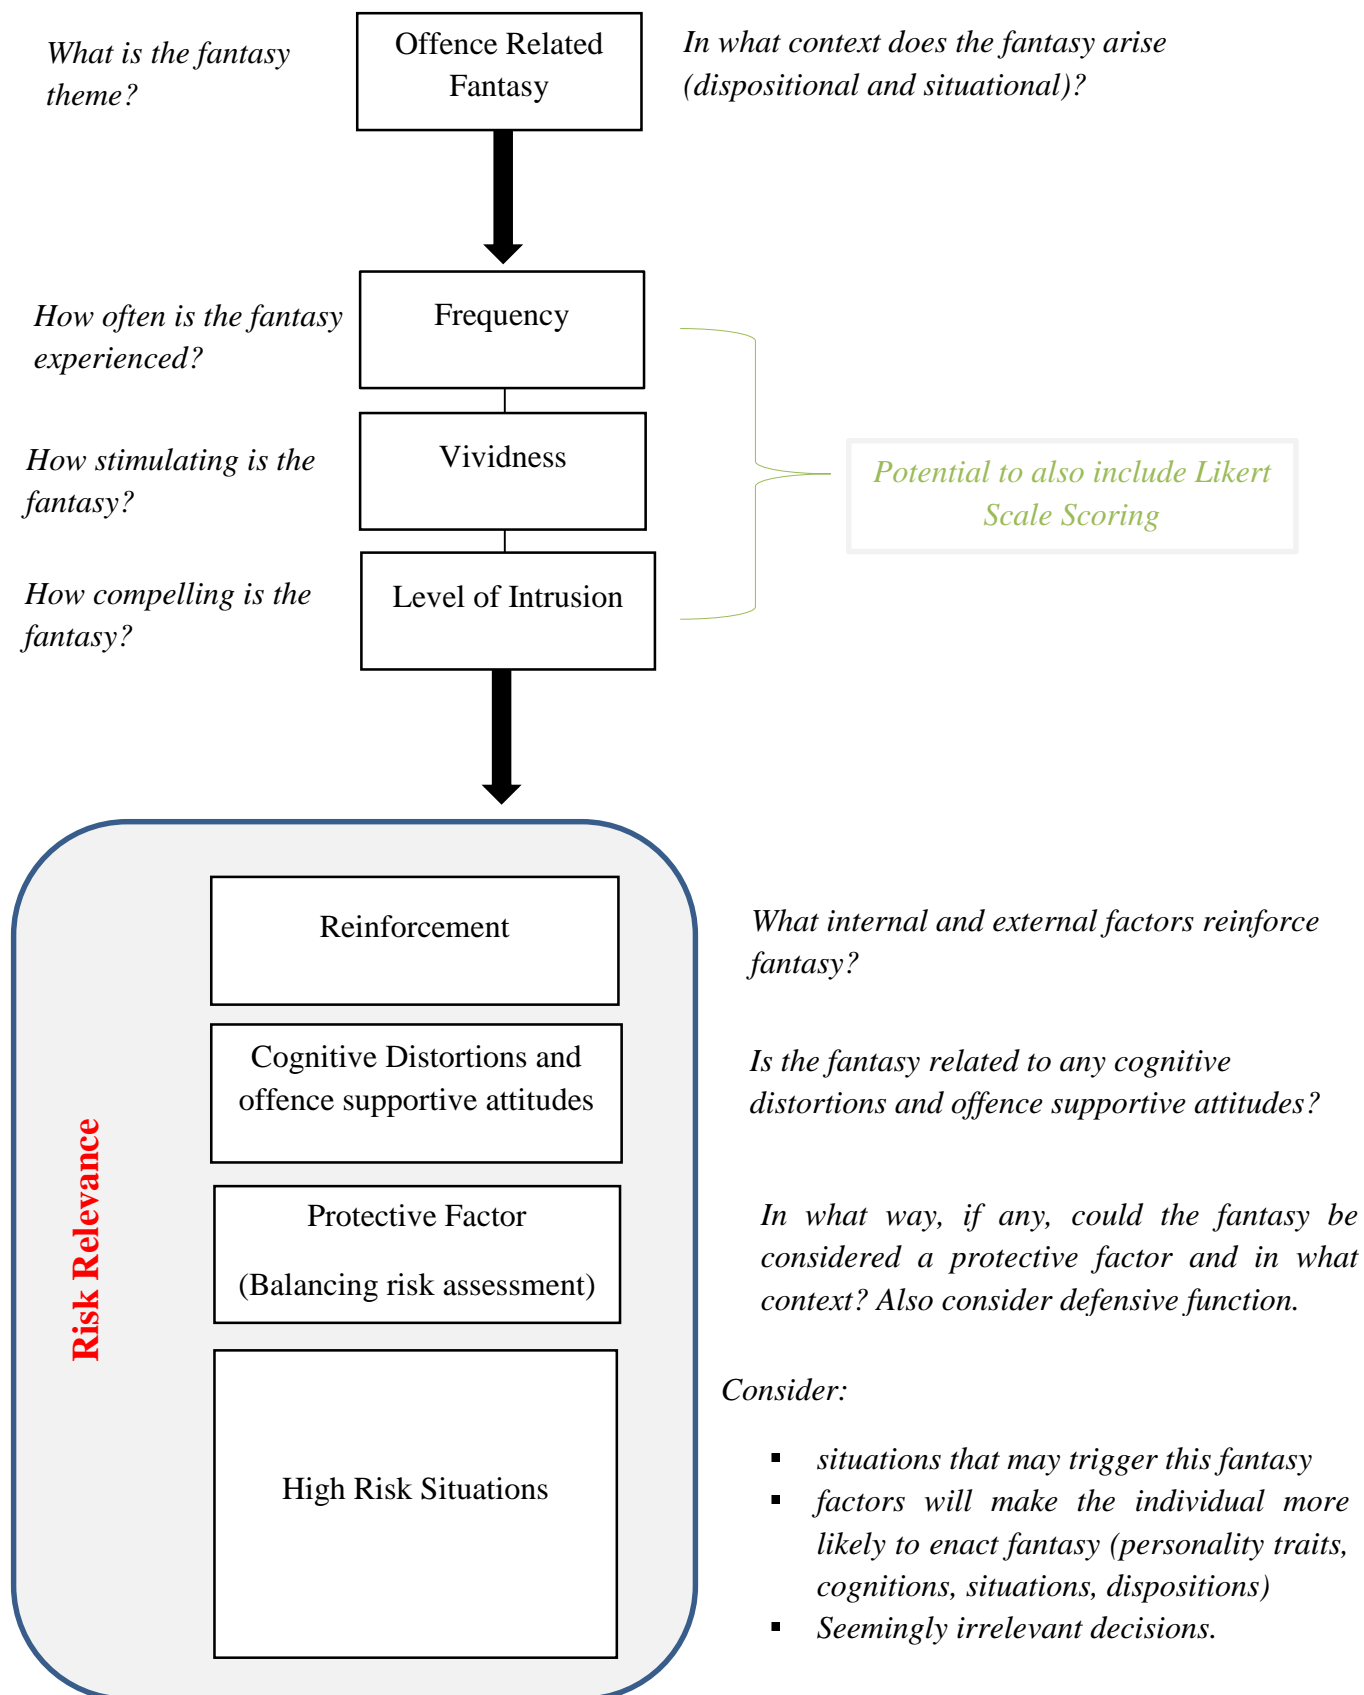 What is the fantasy
theme?
Offence Related
Fantasy
In what context does the fantasy arise
(dispositional and situational)?
How often is the fantasy
experienced?
Frequency
How stimulating is the
fantasy?
Vividness
Potential to also include Likert
Scale Scoring
How compelling is the
fantasy?
Level of Intrusion
Risk Relevance
Reinforcement
What internal and external factors reinforce
fantasy?
Cognitive Distortions and
offence supportive attitudes
Is the fantasy related to any cognitive
distortions and offence supportive attitudes?
Protective Factor
(Balancing risk assessment)
In what way, if any, could the fantasy be
considered a protective factor and in what
context? Also consider defensive function.
High Risk Situations
Consider:
▪ situations that may trigger this fantasy
▪ factors will make the individual more
likely to enact fantasy (personality traits,
cognitions, situations, dispositions)
▪ Seemingly irrelevant decisions.